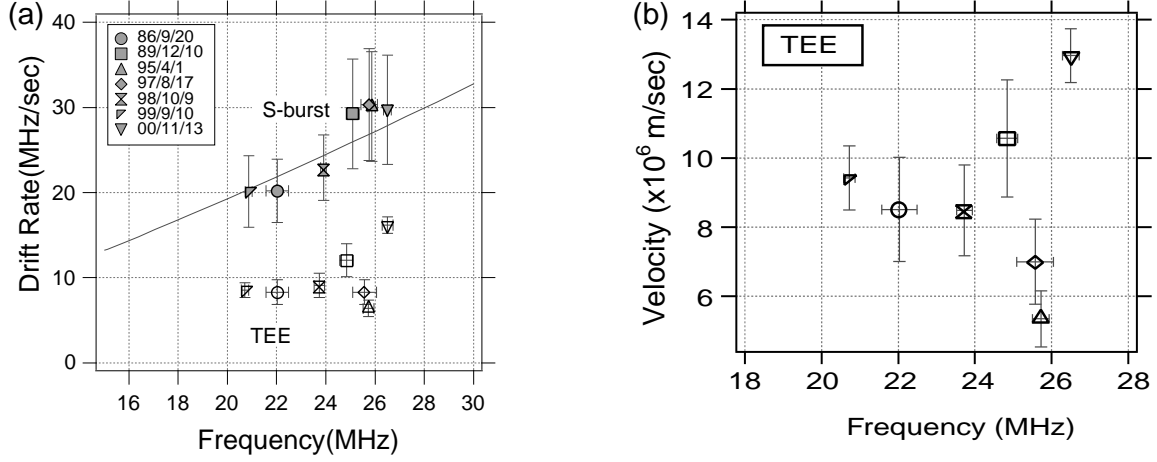 (a)
40
30
20
10
0
Drift Rate(MHz/sec)
86/9/20
89/12/10
95/4/1
97/8/17
98/10/9
99/9/10
00/11/13
S-burst
TEE
16 18 20 22 24 26 28 30
Frequency(MHz)
(b)
14
12
10
8
6
Velocity (x10⁶ m/sec)
TEE
18 20 22 24 26 28
Frequency (MHz)